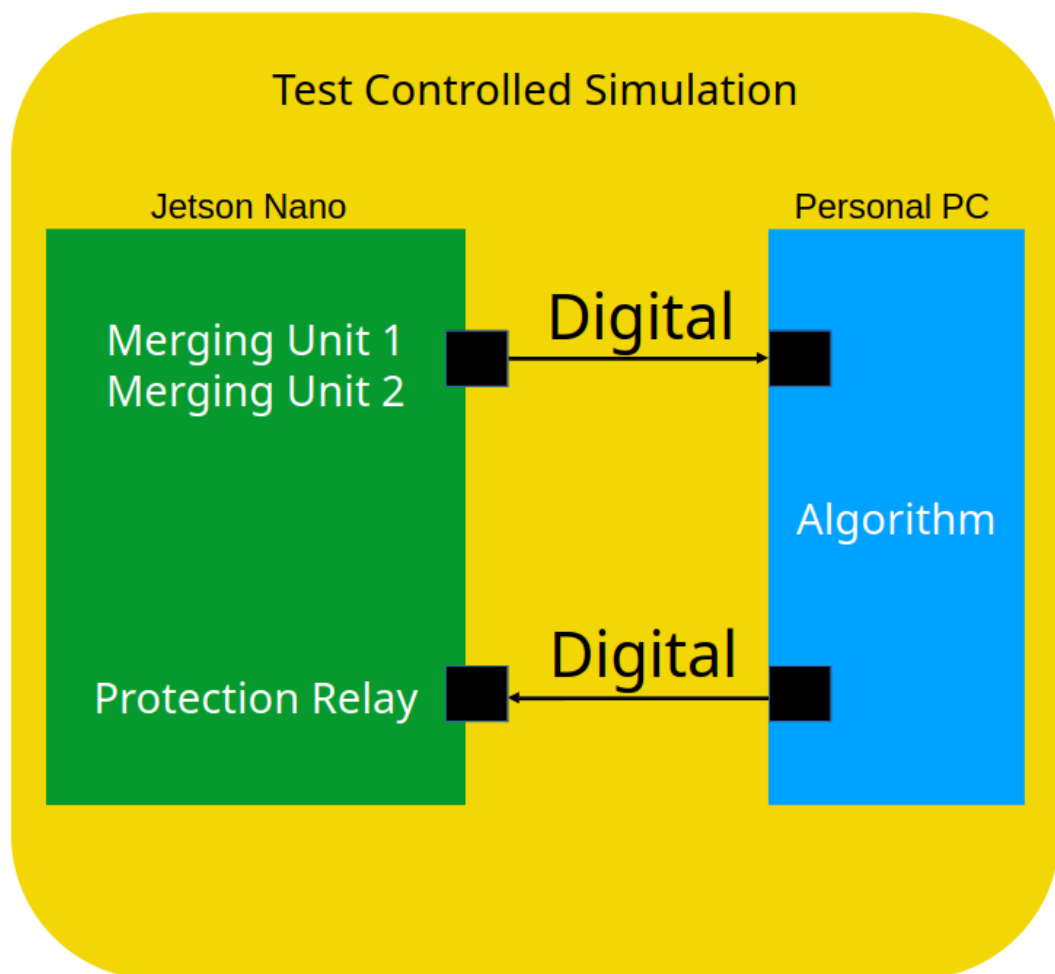 Test Controlled Simulation
Jetson Nano
Personal PC
Merging Unit 1
Merging Unit 2
Digital
Algorithm
Digital
Protection Relay